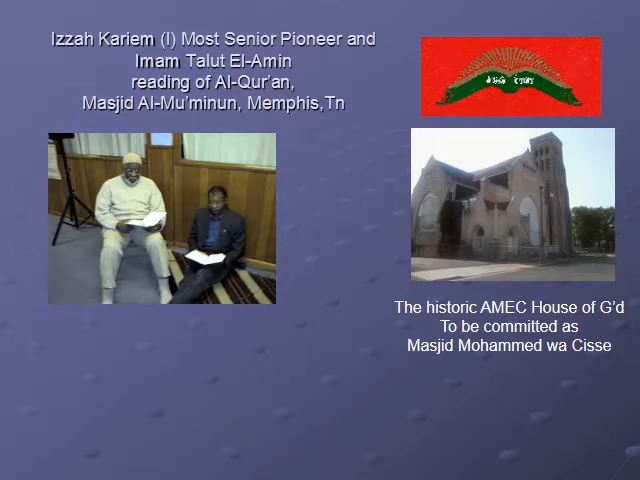 Izzah Kariem (I) Most Senior Pioneer and
Imam Talut El-Amin
reading of Al-Qur'an,
Masjid Al-Mu'minun, Memphis,Tn
The historic AMEC House of G'd
To be committed as
Masjid Mohammed wa Cisse